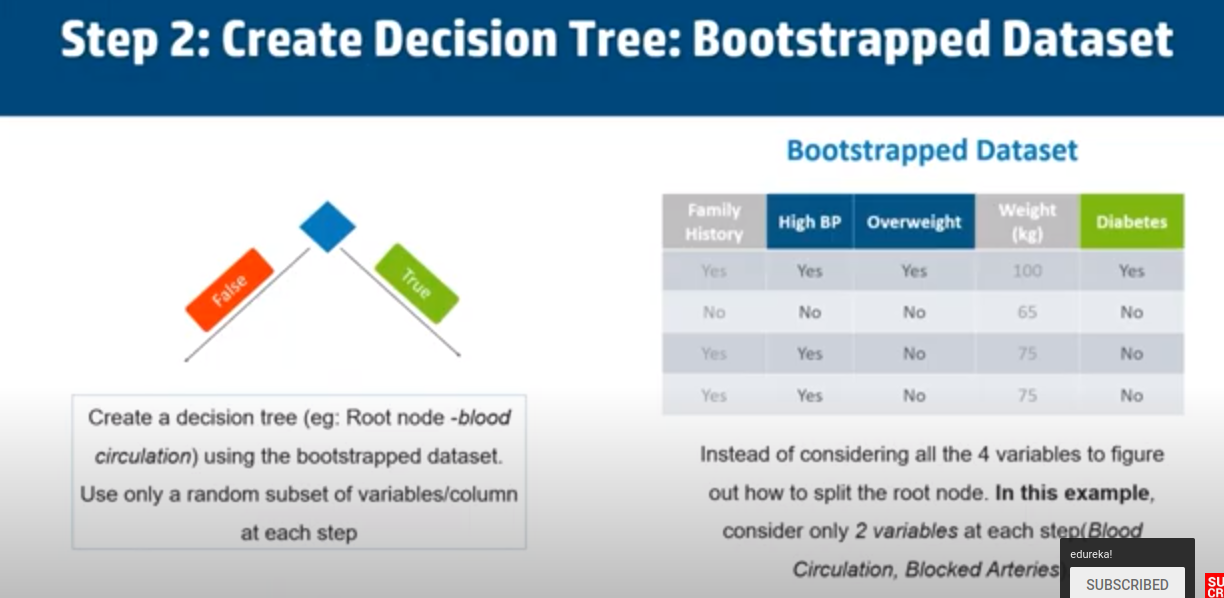 Step 2: Create Decision Tree: Bootstrapped Dataset
Bootstrapped Dataset
False
True
Family History High BP Overweight Weight (kg) Diabetes
Yes Yes Yes 100 Yes
No No No 65 No
Yes Yes No 75 No
Yes Yes No 75 No
Create a decision tree (eg: Root node -blood
circulation) using the bootstrapped dataset.
Use only a random subset of variables/column
at each step
Instead of considering all the 4 variables to figure
out how to split the root node. In this example,
consider only 2 variables at each step(Blood
Circulation, Blocked Arteries
edureka!
SUBSCRIBED
SU
CR